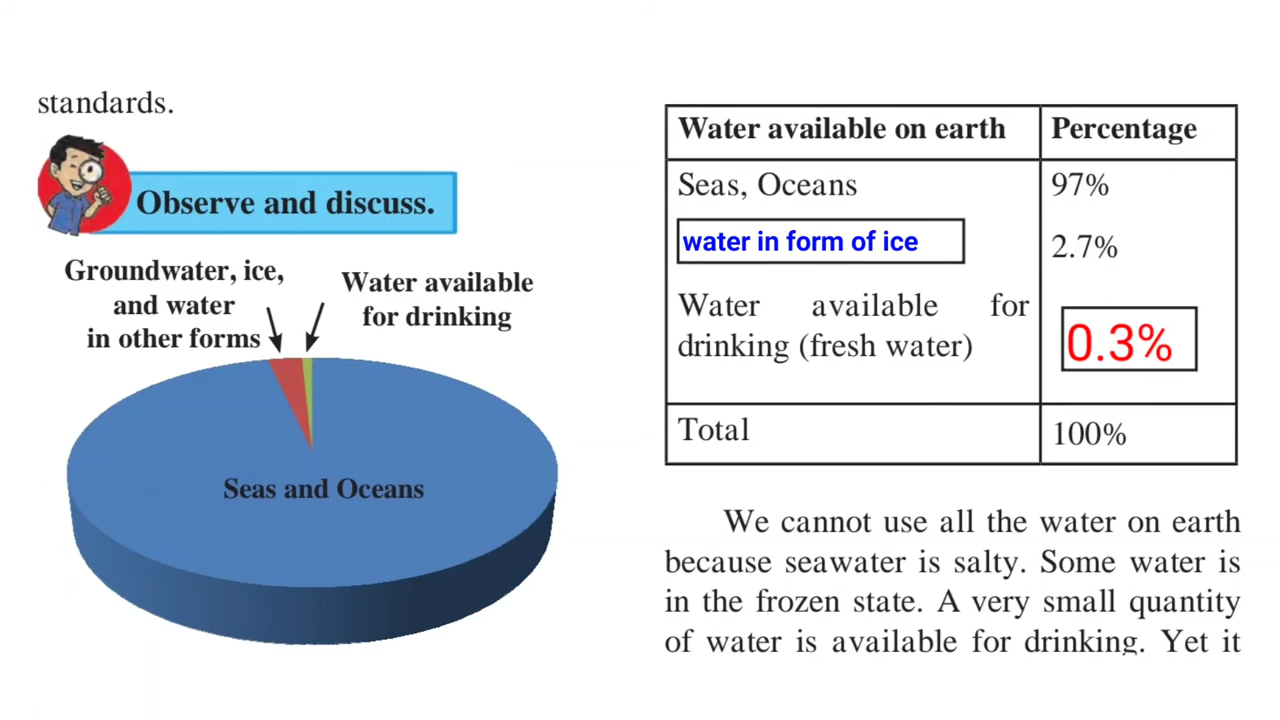 standards.
Observe and discuss.
Groundwater, ice,
and water
in other forms
Water available
for drinking
Seas and Oceans
Water available on earth Percentage
Seas, Oceans 97%
water in form of ice 2.7%
Water available for
drinking (fresh water) 0.3%
Total 100%
We cannot use all the water on earth
because seawater is salty. Some water is
in the frozen state. A very small quantity
of water is available for drinking. Yet it